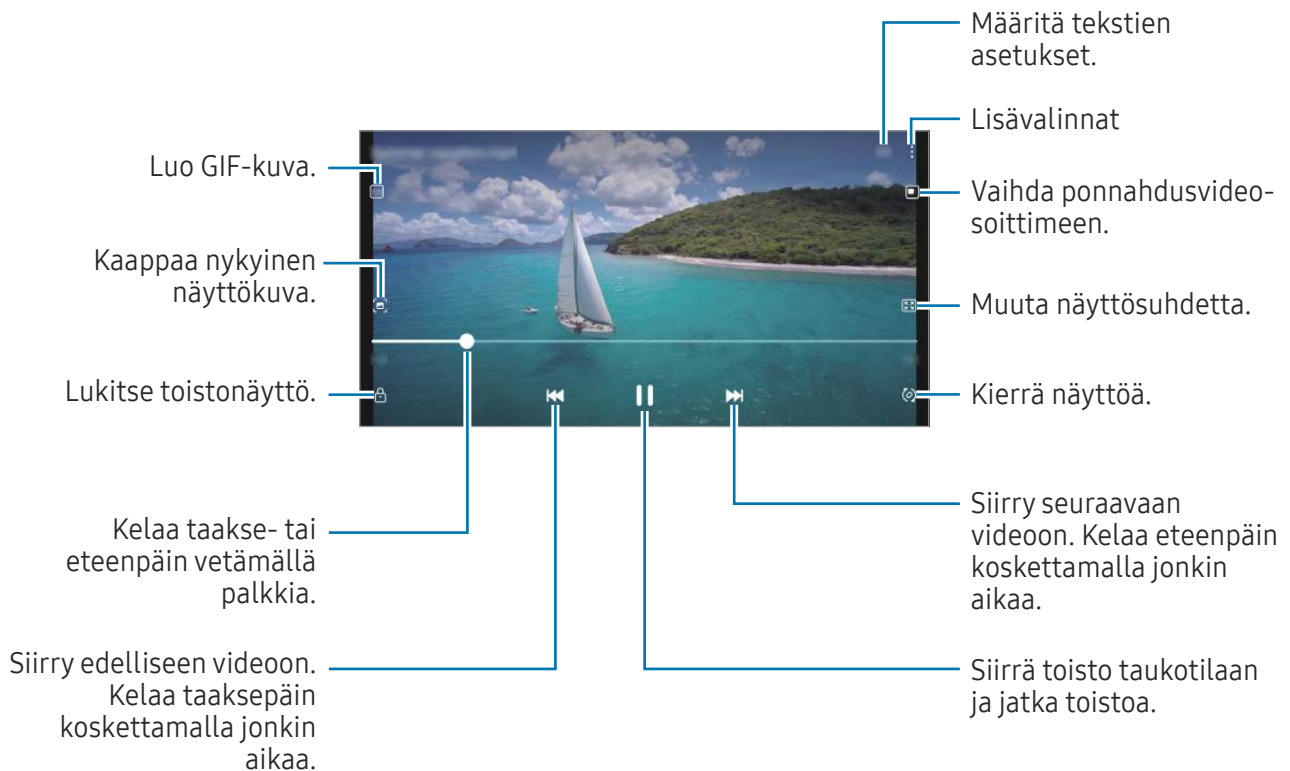 Määritä tekstien
asetukset.
Lisävalinnat
Luo GIF-kuva.
Vaihda ponnahdusvideo-
soittimeen.
Kaappaa nykyinen
näyttökuva.
Muuta näyttösuhdetta.
Lukitse toistonäyttö.
Kierrä näyttöä.
Kelaa taakse- tai
eteenpäin vetämällä
palkkia.
Siirry seuraavaan
videoon. Kelaa eteenpäin
koskettamalla jonkin
aikaa.
Siirry edelliseen videoon.
Kelaa taaksepäin
koskettamalla jonkin
aikaa.
Siirrä toisto taukotilaan
ja jatka toistoa.